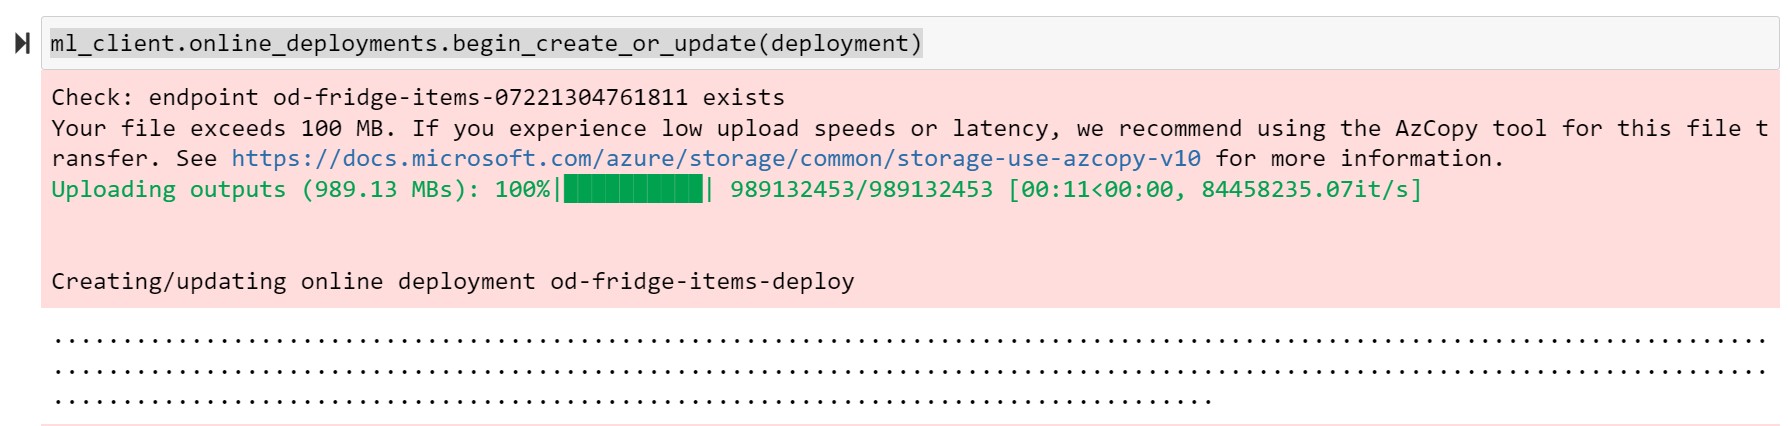 ml_client.online_deployments.begin_create_or_update(deployment)
Check: endpoint od-fridge-items-07221304761811 exists
Your file exceeds 100 MB. If you experience low upload speeds or latency, we recommend using the AzCopy tool for this file t
ransfer. See https://docs.microsoft.com/azure/storage/common/storage-use-azcopy-v10 for more information.
Uploading outputs (989.13 MBs): 100%|██████████| 989132453/989132453 [00:11<00:00, 84458235.07it/s]
Creating/updating online deployment od-fridge-items-deploy
............................................................................................................................
............................................................................................................................
....................................................................................